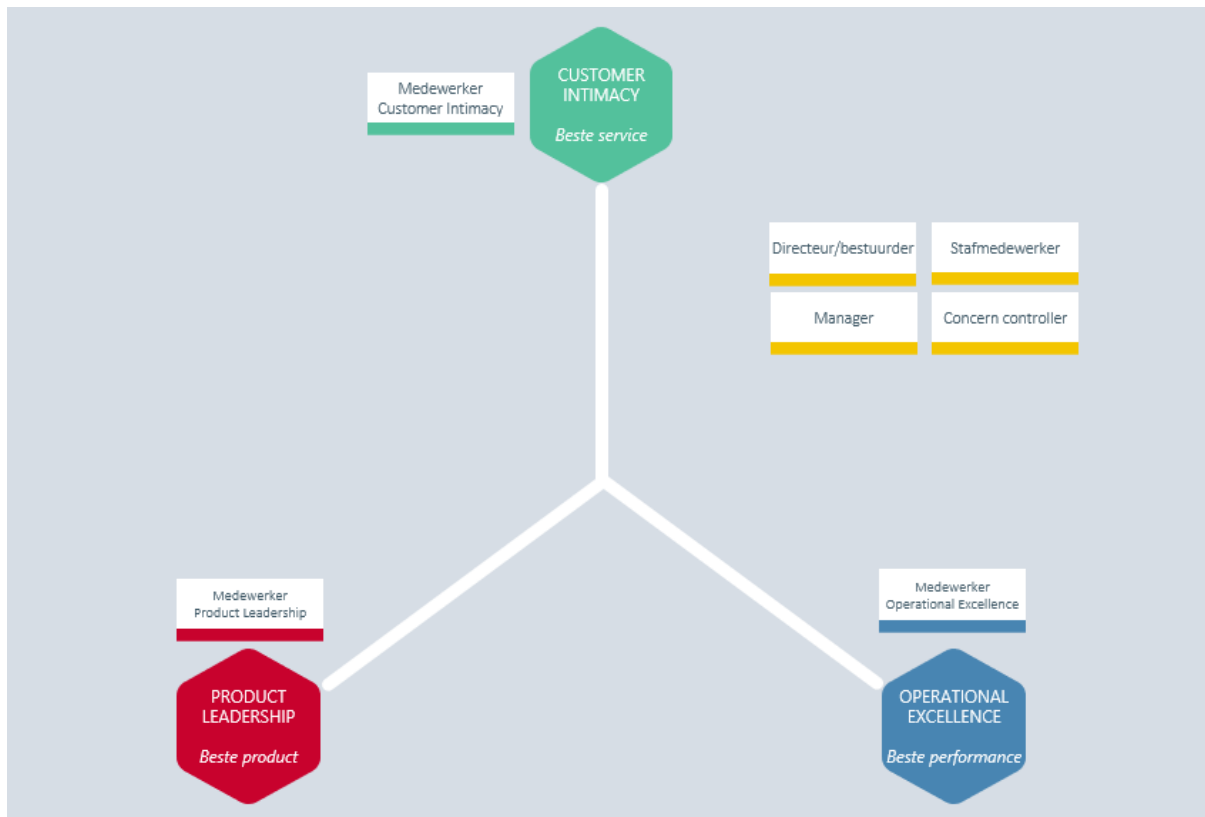 CUSTOMER
INTIMACY
Beste service
Medewerker
Customer Intimacy
Directeur/bestuurder
Stafmedewerker
Manager
Concern controller
Medewerker
Product Leadership
PRODUCT
LEADERSHIP
Beste product
Medewerker
Operational Excellence
OPERATIONAL
EXCELLENCE
Beste performance